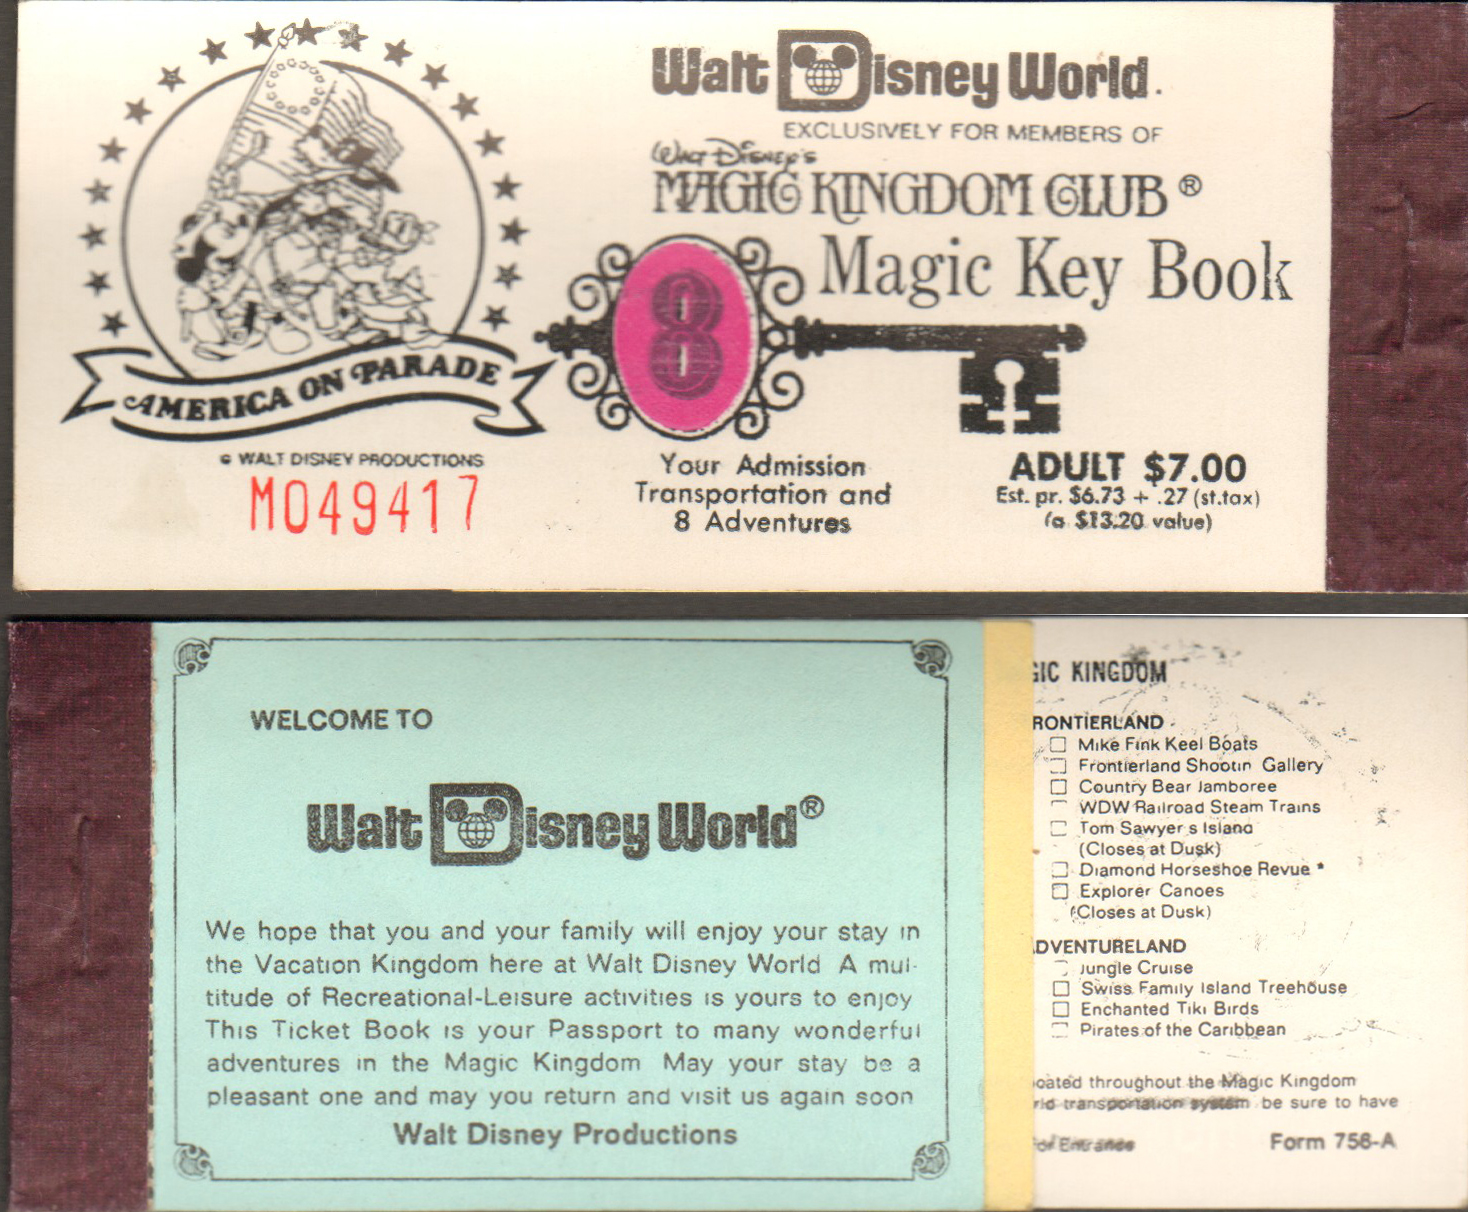 Walt Disney World.
EXCLUSIVELY FOR MEMBERS OF
WALT DISNEY'S
MAGIC KINGDOM CLUB ®
Magic Key Book
8
AMERICA ON PARADE
© WALT DISNEY PRODUCTIONS
M049417
Your Admission
Transportation and
8 Adventures
ADULT $7.00
Est. pr. $6.73 + .27 (st.tax)
(a $13.20 value)
WELCOME TO
Walt Disney World®
We hope that you and your family will enjoy your stay in
the Vacation Kingdom here at Walt Disney World A mul-
titude of Recreational-Leisure activities is yours to enjoy
This Ticket Book is your Passport to many wonderful
adventures in the Magic Kingdom May your stay be a
pleasant one and may you return and visit us again soon
Walt Disney Productions
GIC KINGDOM
RONTIERLAND
Mike Fink Keel Boats
Frontierland Shootin Gallery
Country Bear Jamboree
WDW Railroad Steam Trains
Tom Sawyer s Island
(Closes at Dusk)
Diamond Horseshoe Revue *
Explorer Canoes
(Closes at Dusk)
DVENTURELAND
Jungle Cruise
Swiss Family Island Treehouse
Enchanted Tiki Birds
Pirates of the Caribbean
oated throughout the Magic Kingdom
rld transportation system be sure to have
for Entrance
Form 756-A